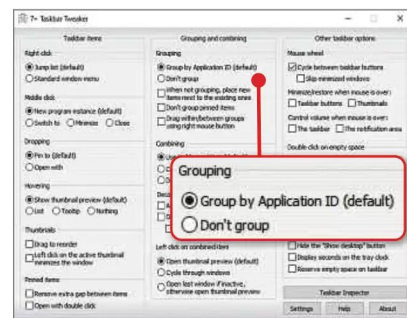 7+ Taskbar Tweaker
Taskbar items
Right click
Jump list (default)
Standard window menu
Middle click
New program instance (default)
Switch to Minimize Close
Dropping
Pin to (default)
Open with
Hovering
Show thumbnail preview (default)
List Tooltip Nothing
Thumbnails
Drag to reorder
Left click on the active thumbnail
minimizes the window
Pinned items
Remove extra gap between items
Open with double click
Grouping and combining
Grouping
Group by Application ID (default)
Don't group
When not grouping, place new
items next to the existing ones
Don't group pinned items
Drag within/between groups
using right mouse button
Combining
Grouping
Group by Application ID (default)
Don't group
Left click on combined item
Open thumbnail preview (default)
Cycle through windows
Open last window if inactive,
otherwise open thumbnail preview
Other taskbar options
Mouse wheel
Cycle between taskbar buttons
Skip minimized windows
Minimize/restore when mouse is over:
Taskbar buttons Thumbnails
Control volume when mouse is over:
The taskbar The notification area
Double click on empty space
Hide the "Show desktop" button
Display seconds on the tray clock
Reserve empty space on taskbar
Taskbar Inspector
Settings Help About